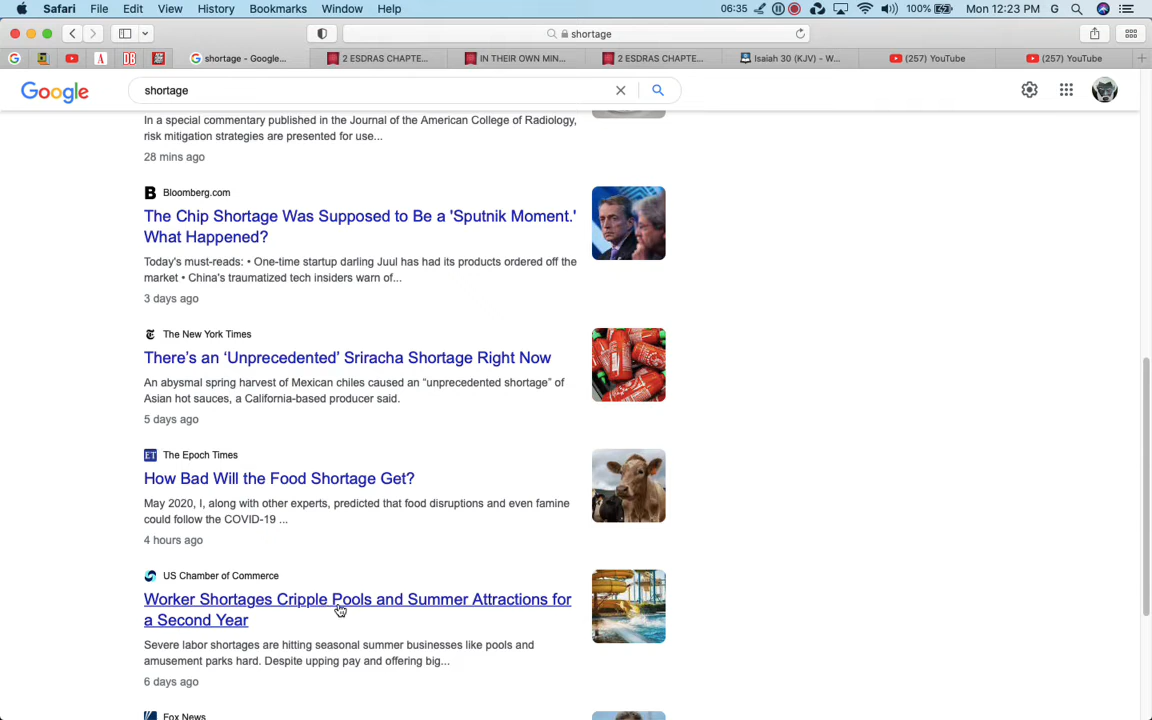 Safari File Edit View History Bookmarks Window Help 06:35 100% Mon 12:23 PM G
shortage
shortage - Google... 2 ESDRAS CHAPTE... IN THEIR OWN MIN... 2 ESDRAS CHAPTE... Isaiah 30 (KJV) - W... (257) YouTube (257) YouTube
Google shortage
In a special commentary published in the Journal of the American College of Radiology,
risk mitigation strategies are presented for use...
28 mins ago
Bloomberg.com
The Chip Shortage Was Supposed to Be a 'Sputnik Moment.'
What Happened?
Today's must-reads: • One-time startup darling Juul has had its products ordered off the
market • China's traumatized tech insiders warn of...
3 days ago
The New York Times
There's an ‘Unprecedented’ Sriracha Shortage Right Now
An abysmal spring harvest of Mexican chiles caused an “unprecedented shortage” of
Asian hot sauces, a California-based producer said.
5 days ago
ET The Epoch Times
How Bad Will the Food Shortage Get?
May 2020, I, along with other experts, predicted that food disruptions and even famine
could follow the COVID-19 ...
4 hours ago
US Chamber of Commerce
Worker Shortages Cripple Pools and Summer Attractions for
a Second Year
Severe labor shortages are hitting seasonal summer businesses like pools and
amusement parks hard. Despite upping pay and offering big...
6 days ago
Fox News